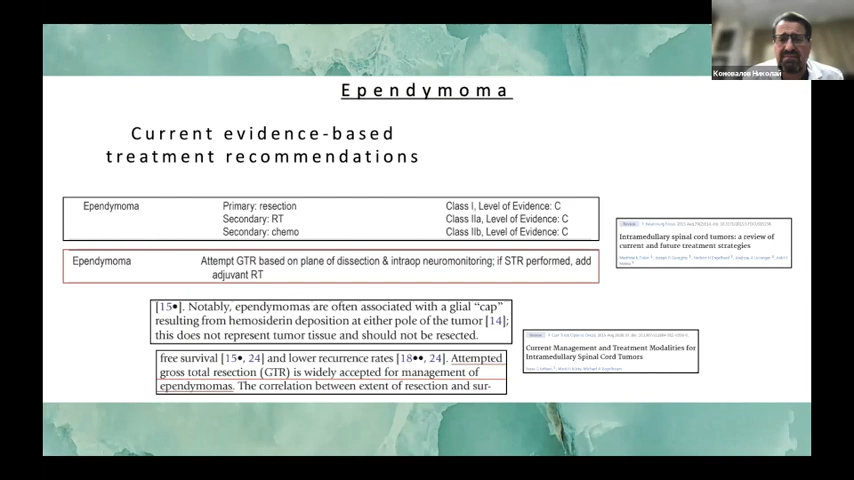 Коновалов Николай
Ependymoma
Current evidence-based
treatment recommendations
Ependymoma Primary: resection Class I, Level of Evidence: C
Secondary: RT Class IIa, Level of Evidence: C
Secondary: chemo Class IIb, Level of Evidence: C
Ependymoma Attempt GTR based on plane of dissection & intraop neuromonitoring; if STR performed, add
adjuvant RT
Review
Intramedullary spinal cord tumors: a review of
current and future treatment strategies
[15•]. Notably, ependymomas are often associated with a glial “cap”
resulting from hemosiderin deposition at either pole of the tumor [14];
this does not represent tumor tissue and should not be resected.
Review
Current Management and Treatment Modalities for
Intramedullary Spinal Cord Tumors
free survival [15•, 24] and lower recurrence rates [18••, 24]. Attempted
gross total resection (GTR) is widely accepted for management of
ependymomas. The correlation between extent of resection and sur-